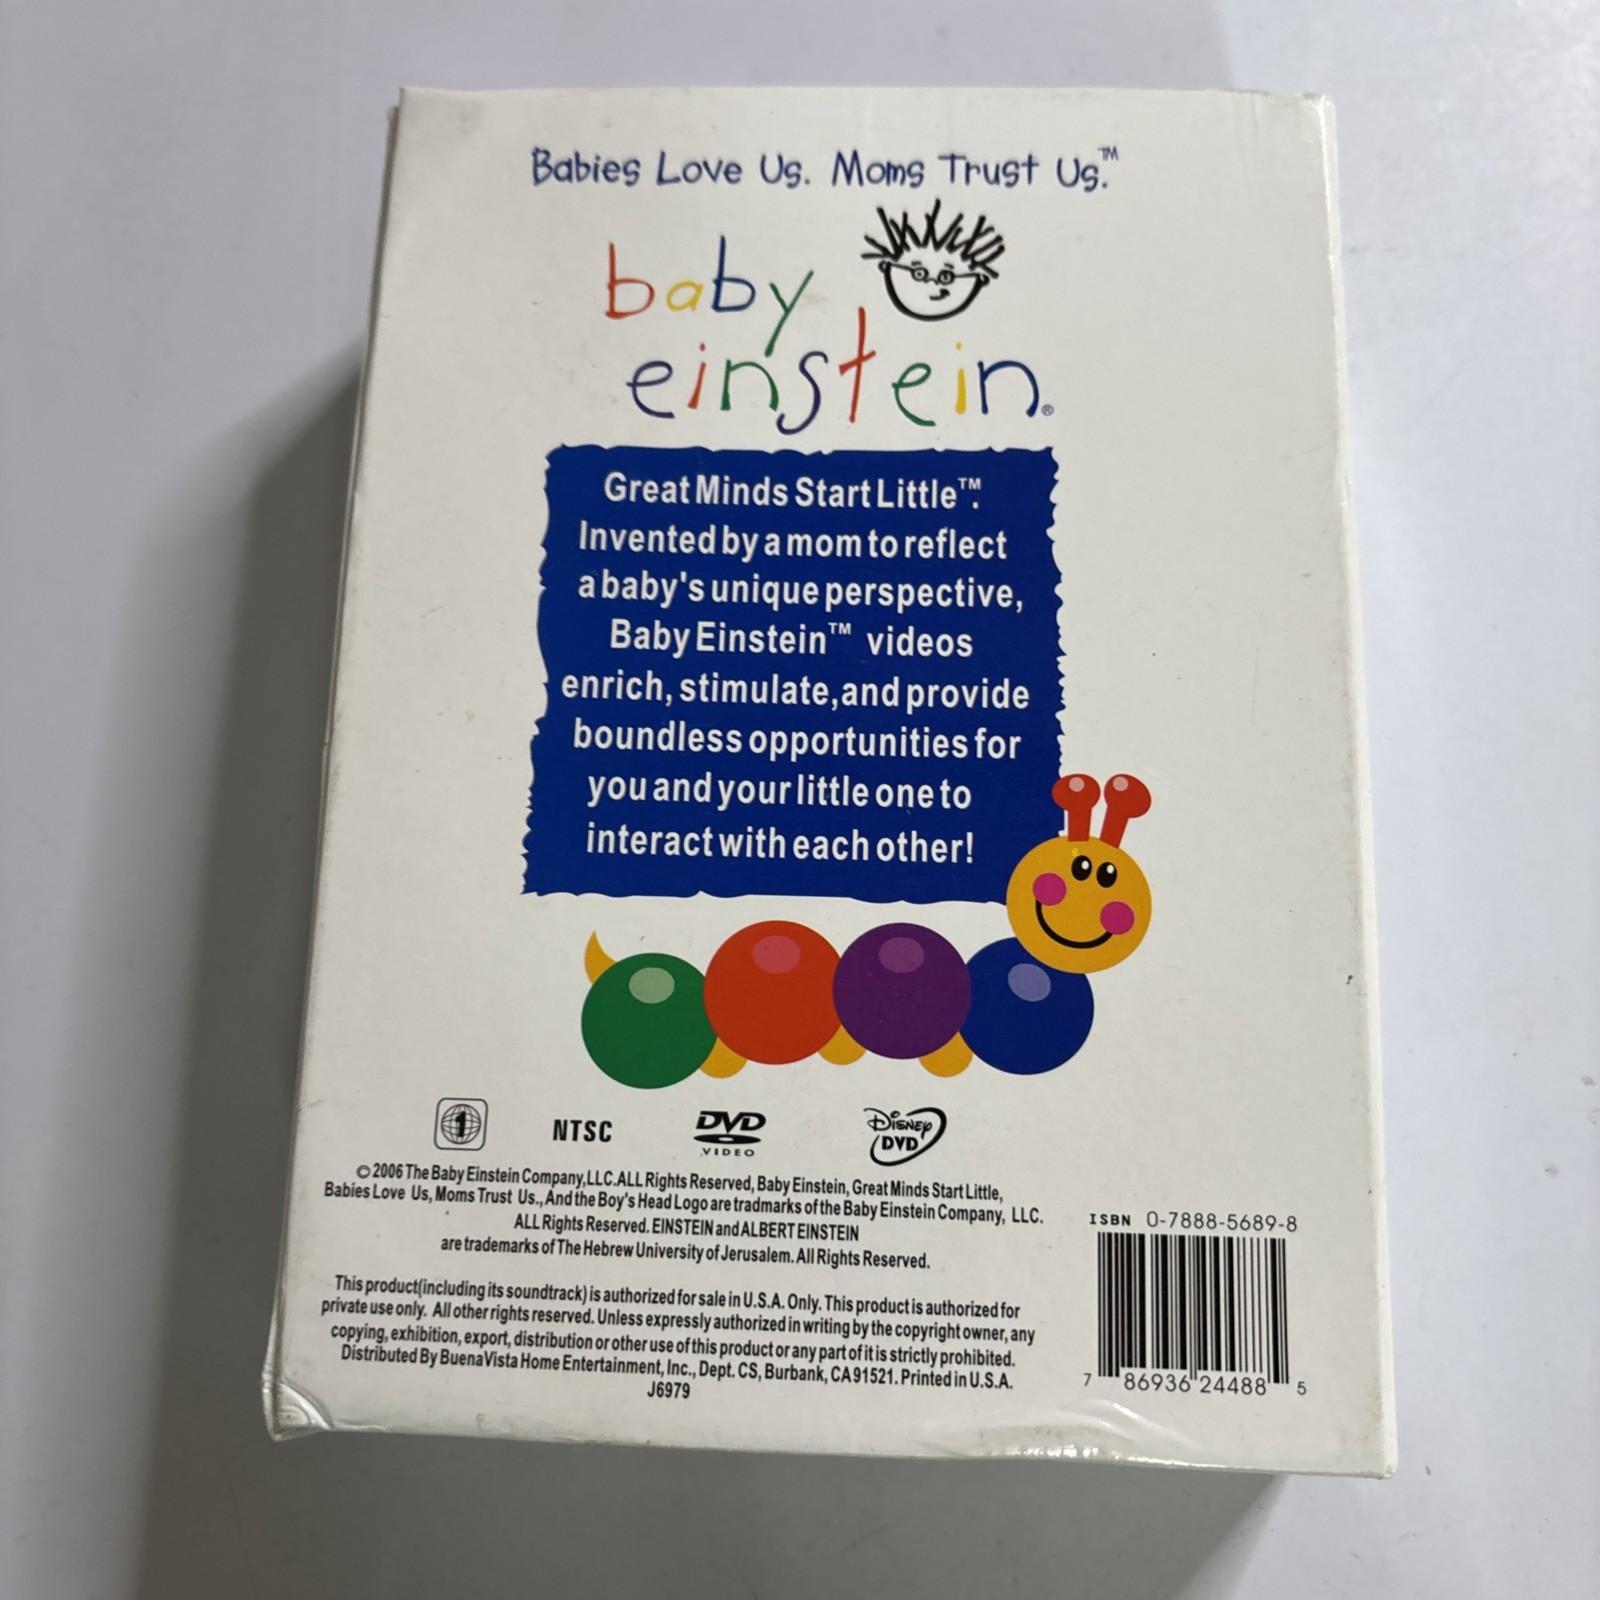 Babies Love Us. Moms Trust Us.™
baby
einstein®
Great Minds Start Little™.
Invented by a mom to reflect
a baby's unique perspective,
Baby Einstein™ videos
enrich, stimulate,and provide
boundless opportunities for
you and your little one to
interact with each other!
1 NTSC DVD VIDEO Disney DVD
©2006 The Baby Einstein Company,LLC.ALL Rights Reserved, Baby Einstein, Great Minds Start Little,
Babies Love Us, Moms Trust Us., And the Boy's Head Logo are tradmarks of the Baby Einstein Company, LLC.
ALL Rights Reserved. EINSTEIN and ALBERT EINSTEIN
are trademarks of The Hebrew University of Jerusalem. All Rights Reserved.
This product(including its soundtrack) is authorized for sale in U.S.A. Only. This product is authorized for
private use only. All other rights reserved. Unless expressly authorized in writing by the copyright owner, any
copying, exhibition, export, distribution or other use of this product or any part of it is strictly prohibited.
Distributed By Buena Vista Home Entertainment, Inc., Dept. CS, Burbank, CA 91521. Printed in U.S.A.
J6979
ISBN 0-7888-5689-8
7 86936 24488 5